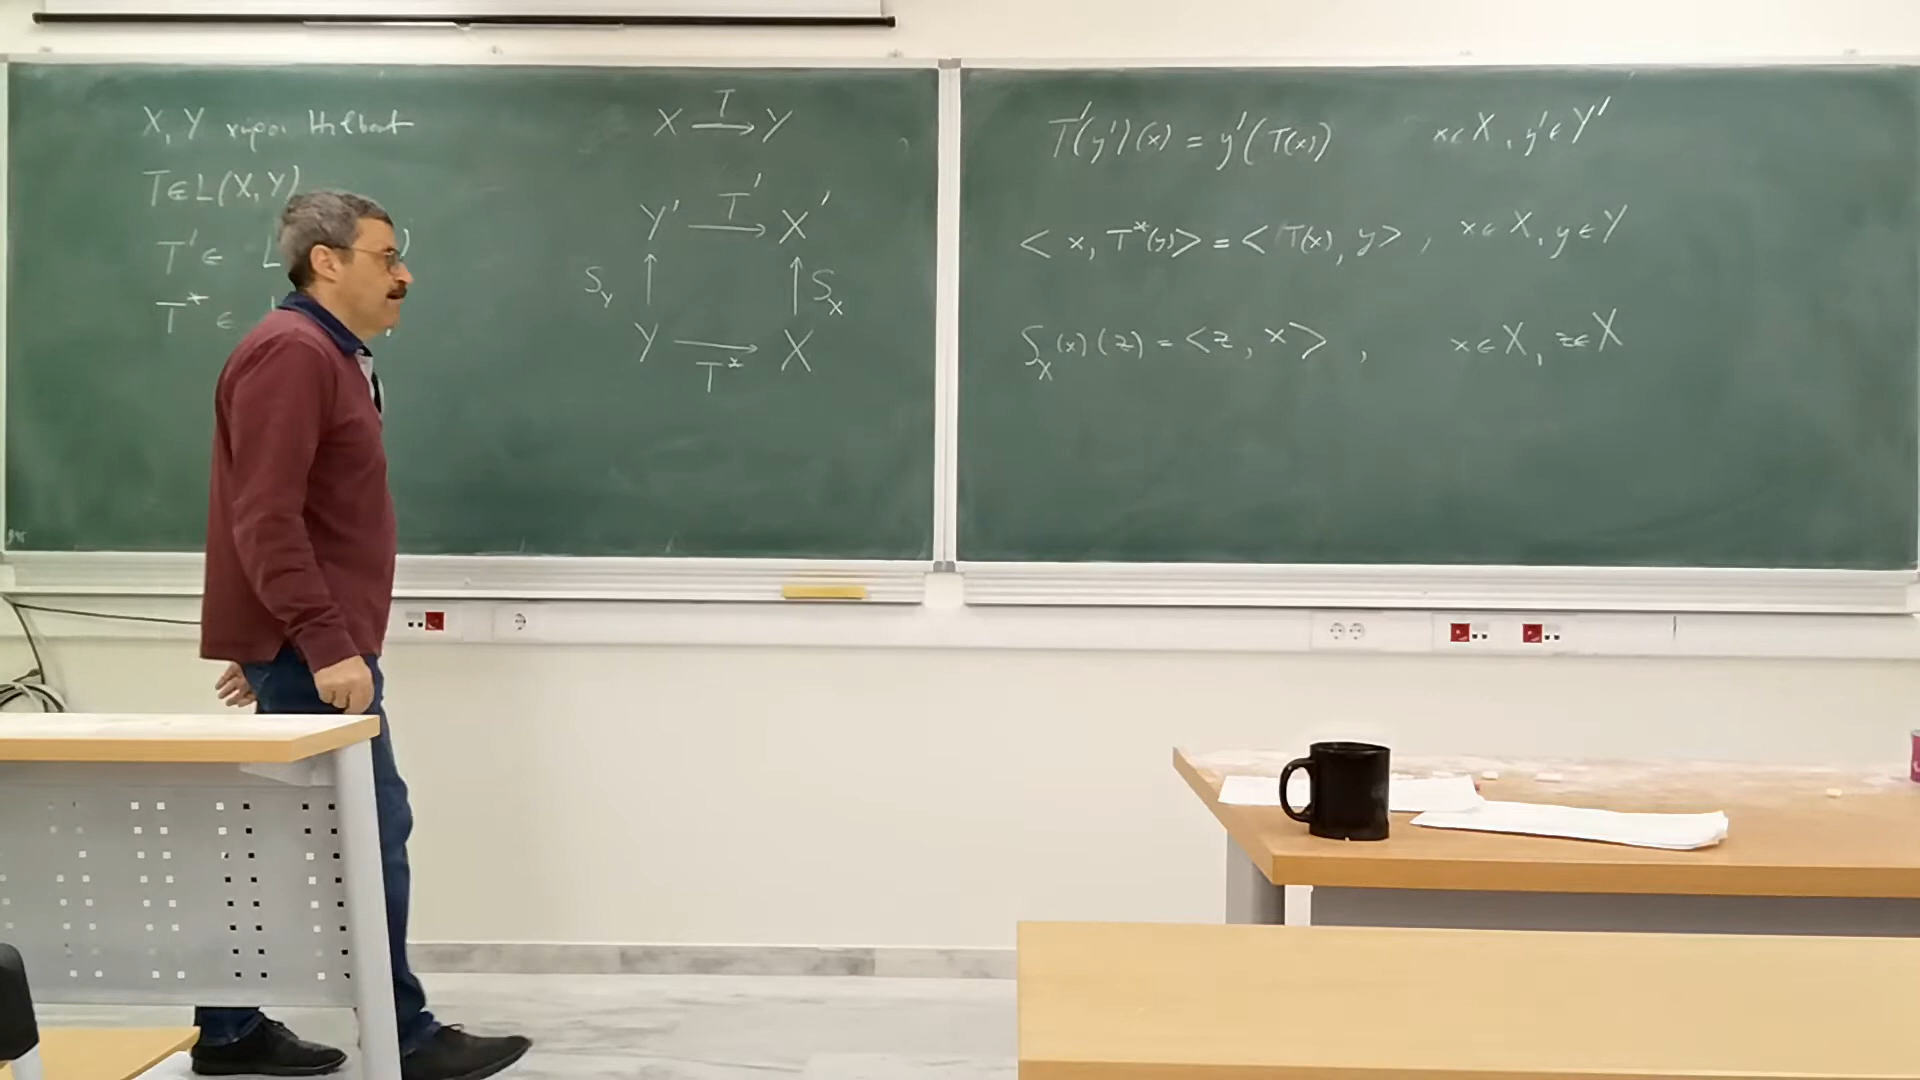 X, Y χώροι Hilbert
T ∈ L(X, Y)
T' ∈ L )
T* ∈
X T→ Y
Y' T'→ X'
S_Y ↑ ↑ S_X
Y →T* X
T'(y')(x) = y'(T(x)) x∈X, y'∈Y'
< x, T*(y)> = < T(x), y> , x∈X, y∈Y
S_X(x)(z) = <z, x> , x∈X, z∈X